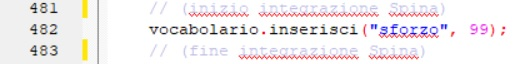 481 // (inizio integrazione Spina)
482 vocabolario.inserisci("sforzo", 99);
483 // (fine integrazione Spina)